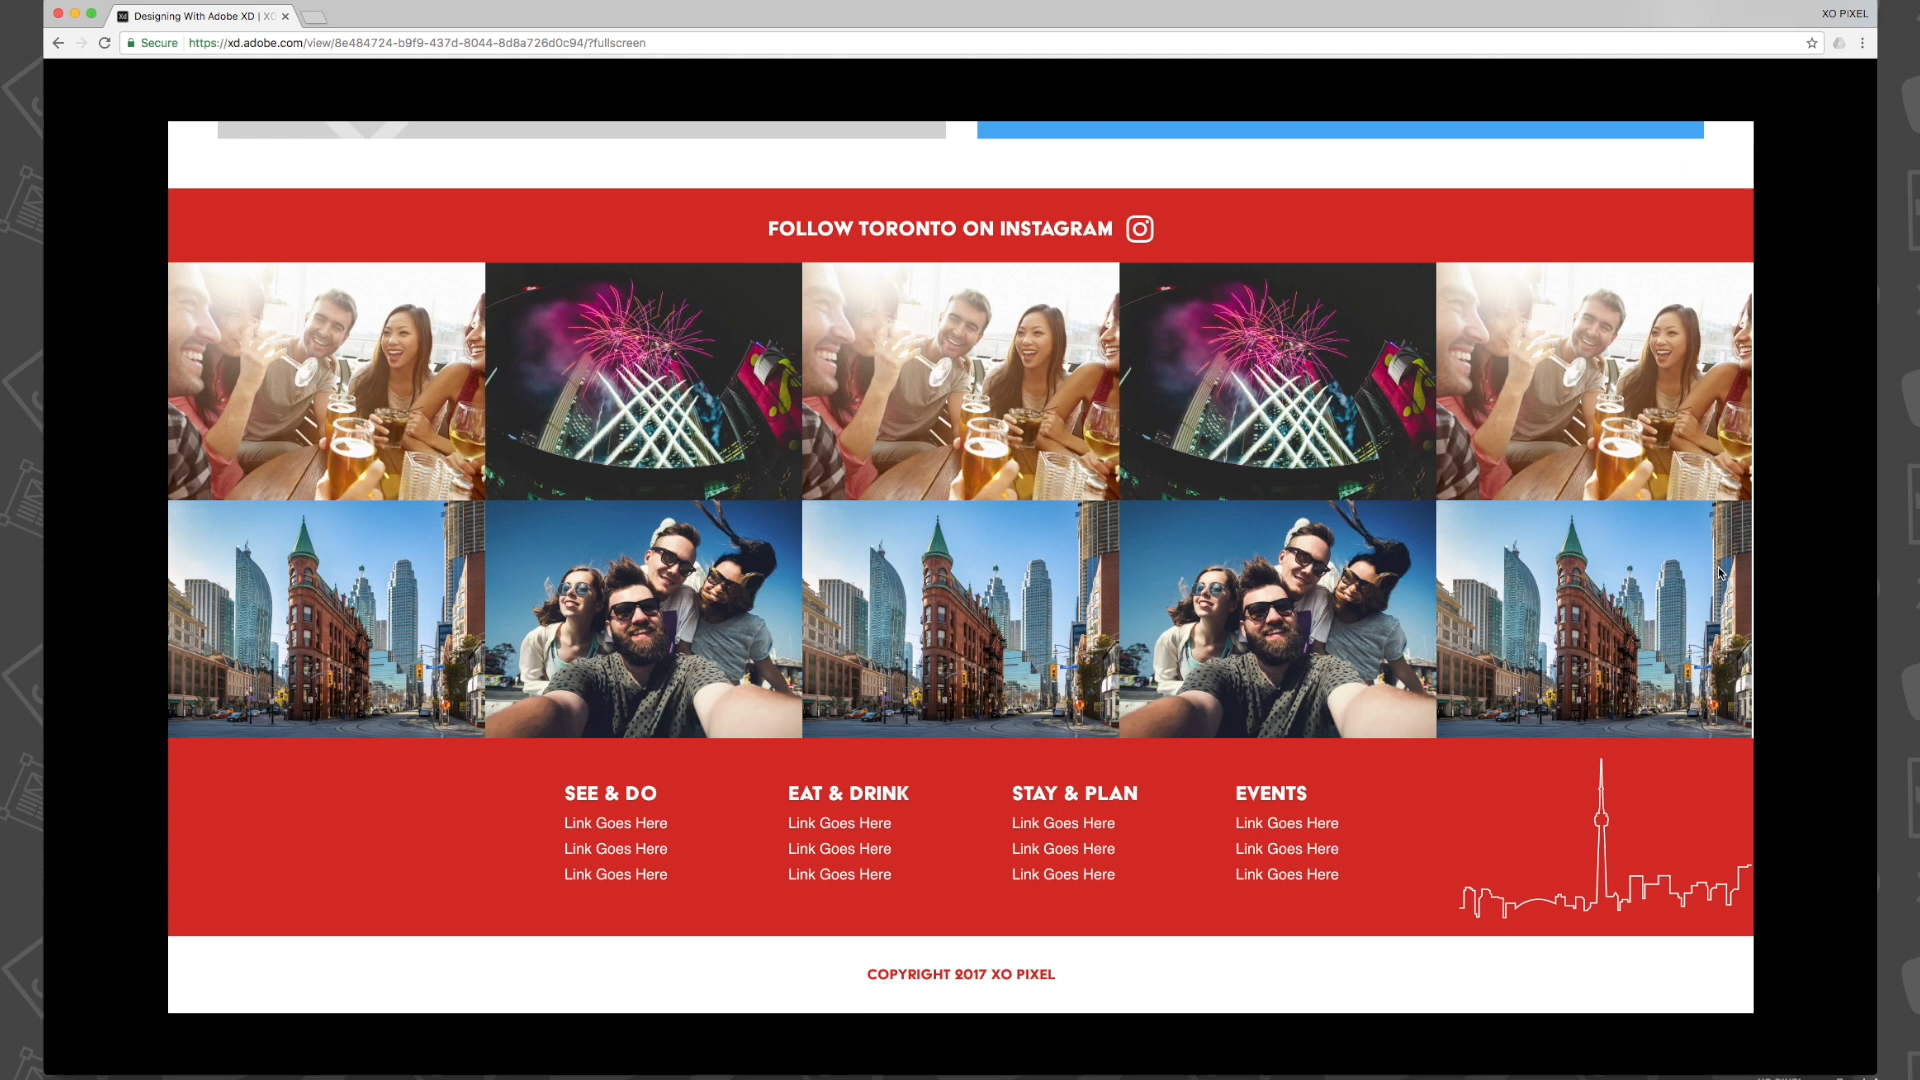 Designing With Adobe XD | XO
XO PIXEL
Secure https://xd.adobe.com/view/8e484724-b9f9-437d-8044-8d8a726d0c94/?fullscreen
FOLLOW TORONTO ON INSTAGRAM
SEE & DO EAT & DRINK STAY & PLAN EVENTS
Link Goes Here Link Goes Here Link Goes Here Link Goes Here
Link Goes Here Link Goes Here Link Goes Here Link Goes Here
Link Goes Here Link Goes Here Link Goes Here Link Goes Here
COPYRIGHT 2017 XO PIXEL